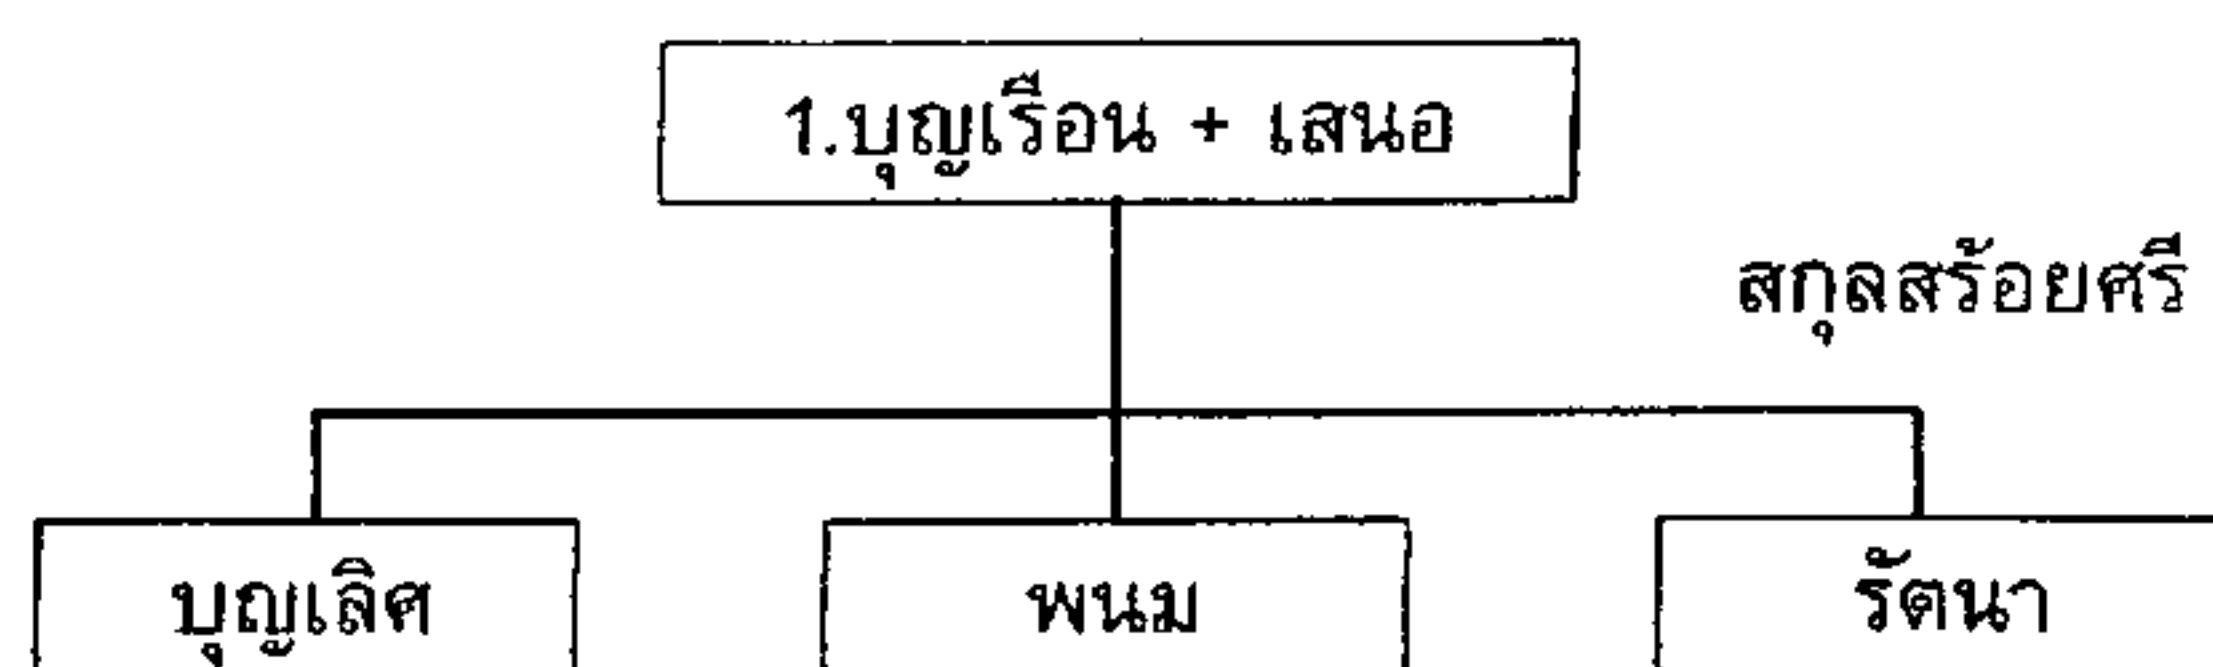 1.บุญเรือน + เสนอ
สกุลสร้อยศรี
บุญเลิศ พนม รัตนา